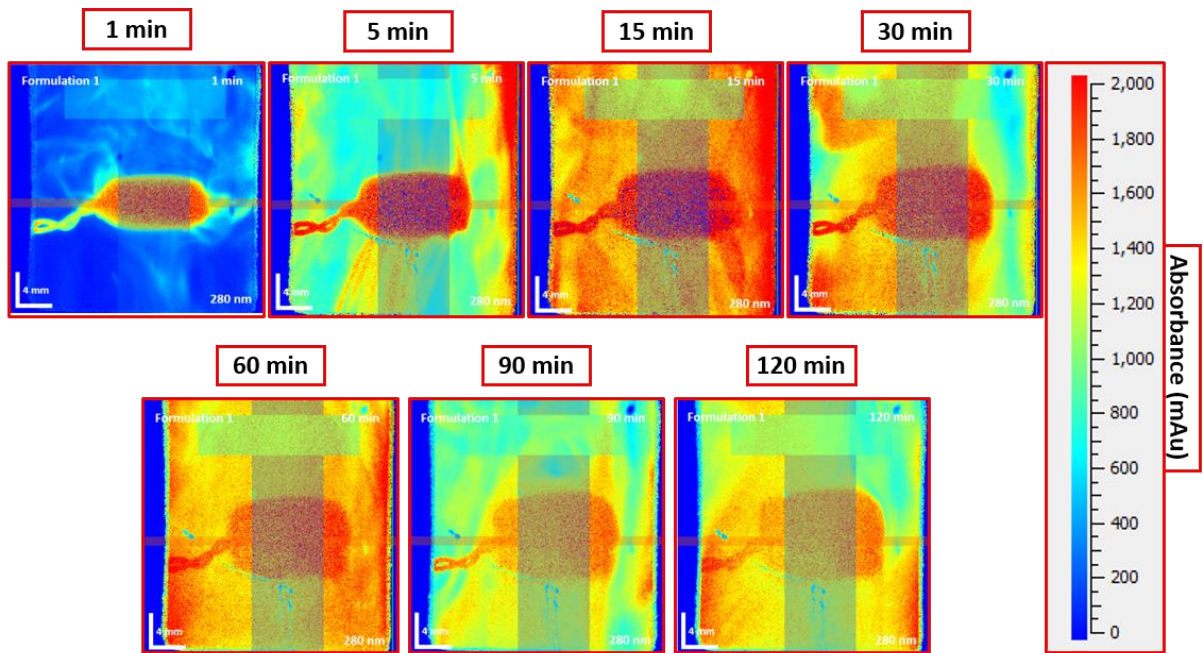 1 min
5 min
15 min
30 min
Formulation 1
1 min
4 mm
280 nm
Formulation 1
5 min
4 mm
280 nm
Formulation 1
15 min
4 mm
280 nm
Formulation 1
30 min
4 mm
280 nm
2,000
1,800
1,600
1,400
1,200
1,000
800
600
400
200
0
Absorbance (mAu)
60 min
90 min
120 min
Formulation 1
60 min
4 mm
280 nm
Formulation 1
90 min
4 mm
280 nm
Formulation 1
120 min
4 mm
280 nm